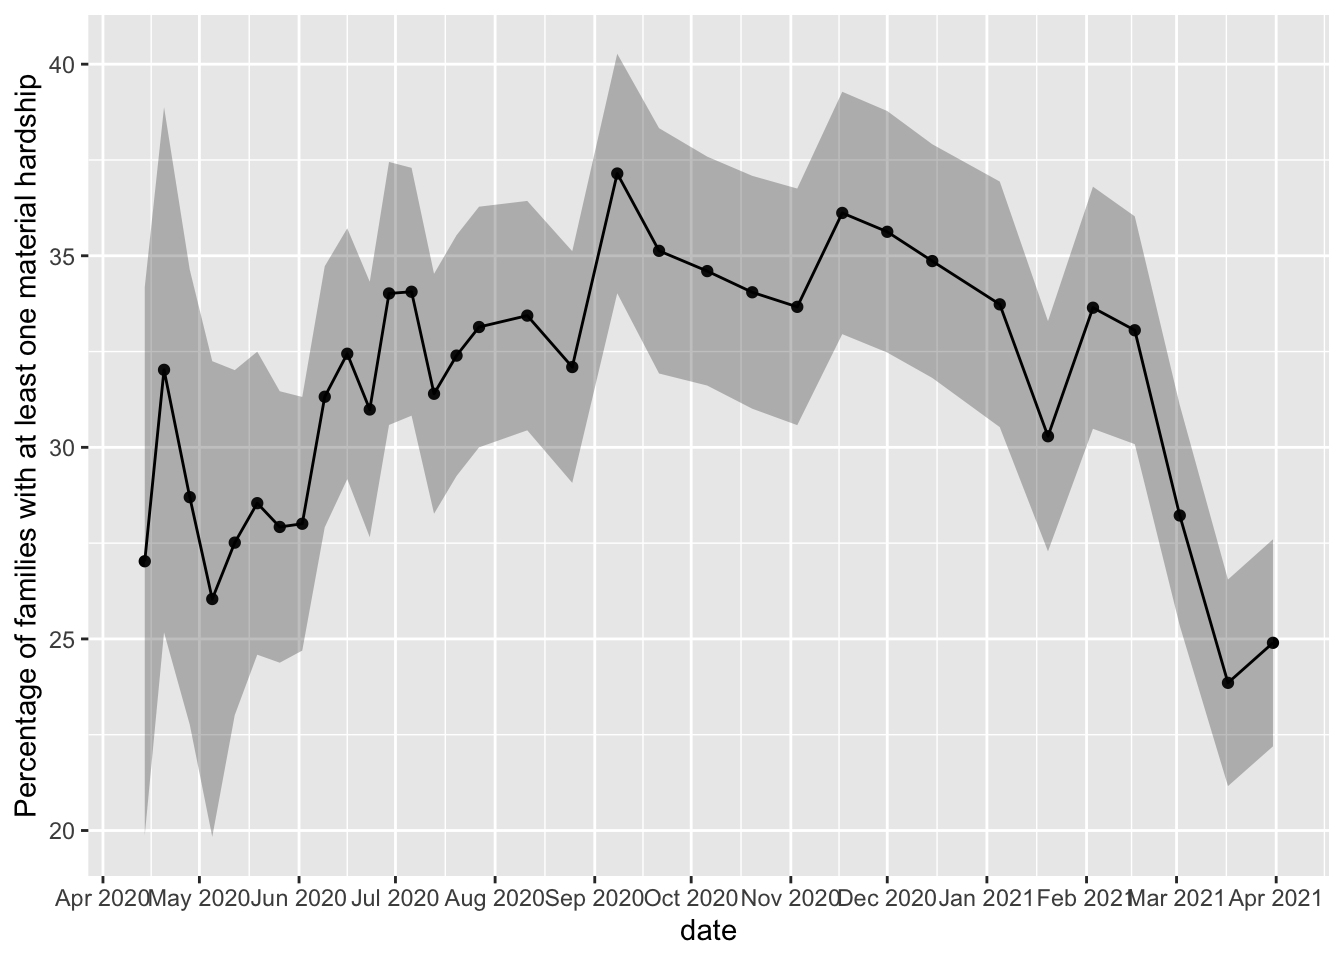 Percentage of families with at least one material hardship
40
35
30
25
20
Apr 2020 May 2020 Jun 2020 Jul 2020 Aug 2020 Sep 2020 Oct 2020 Nov 2020 Dec 2020 Jan 2021 Feb 2021 Mar 2021 Apr 2021
date